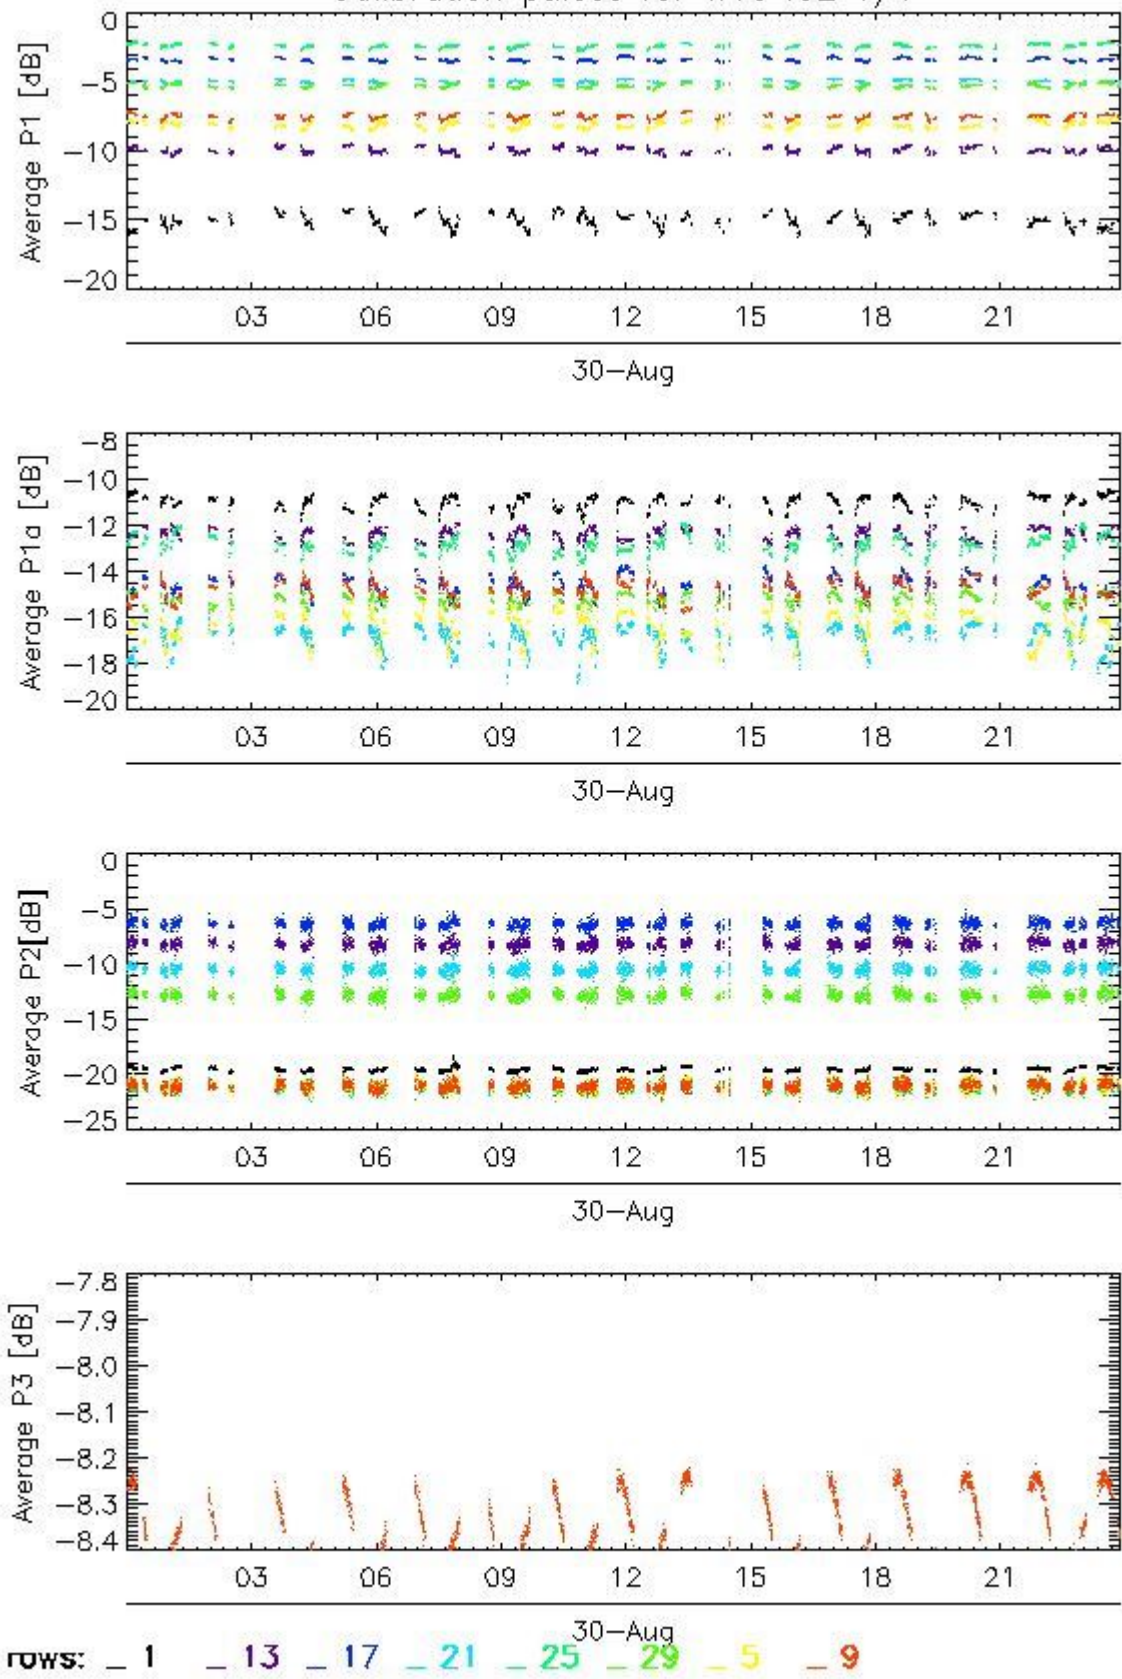 Average P1 [dB]
0
−5
−10
−15
−20
03 06 09 12 15 18 21
30−Aug
Average P1a [dB]
−8
−10
−12
−14
−16
−18
−20
03 06 09 12 15 18 21
30−Aug
Average P2[dB]
0
−5
−10
−15
−20
−25
03 06 09 12 15 18 21
30−Aug
Average P3 [dB]
−7.8
−7.9
−8.0
−8.1
−8.2
−8.3
−8.4
03 06 09 12 15 18 21
30−Aug
rows: _ 1 _ 13 _ 17 _ 21 _ 25 _ 29 _ 5 _ 9